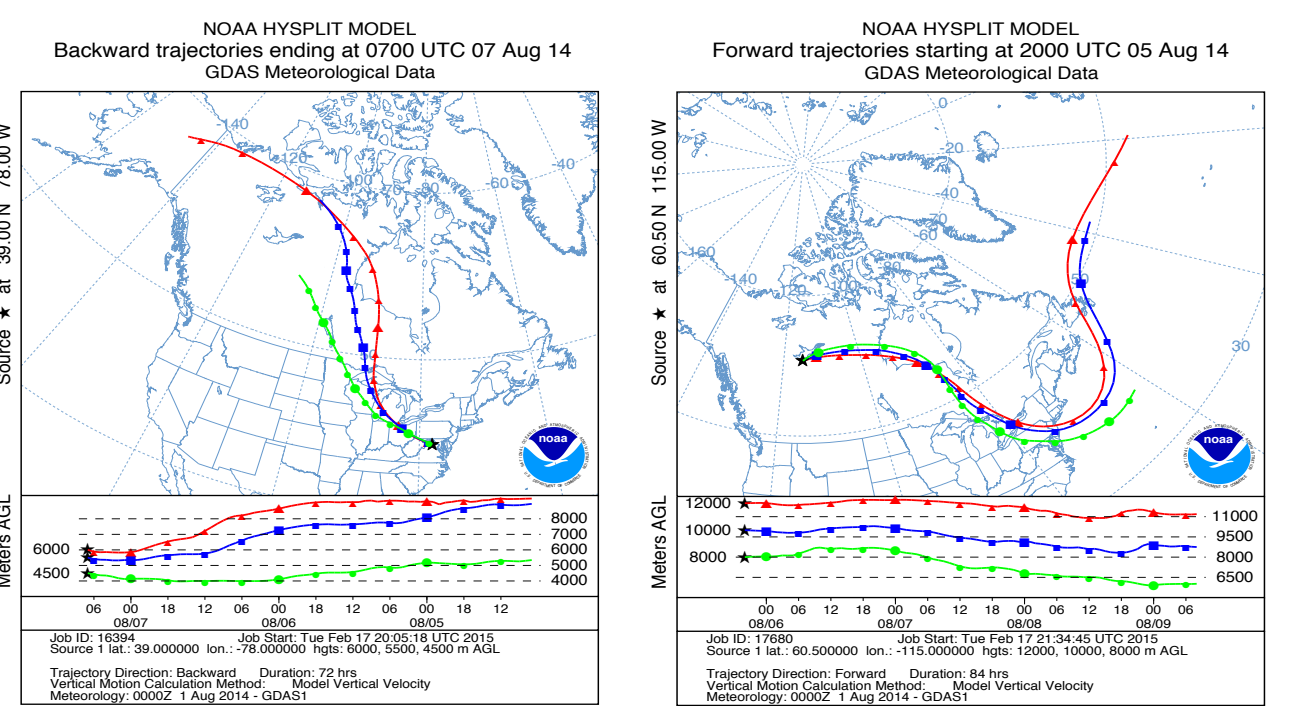 NOAA HYSPLIT MODEL
Backward trajectories ending at 0700 UTC 07 Aug 14
GDAS Meteorological Data
Source ★ at 39.00 N 78.00 W
140
120
100
80
60
40
noaa
Meters AGL
6000
4500
8000
7000
6000
5000
4000
06 00 18 12 06 00 18 12 00 12
08/07 08/06 08/05
Job ID: 16394 Job Start: Tue Feb 17 20:05:18 UTC 2015
Source 1 lat.: 39.000000 lon.: -78.000000 hgts: 6000, 5500, 4500 m AGL
Trajectory Direction: Backward Duration: 72 hrs
Vertical Motion Calculation Method: Model Vertical Velocity
Meteorology: 0000Z 1 Aug 2014 - GDAS1
NOAA HYSPLIT MODEL
Forward trajectories starting at 2000 UTC 05 Aug 14
GDAS Meteorological Data
Source ★ at 60.50 N 115.00 W
0
-20
-40
-60
-160
-140
30
noaa
Meters AGL
12000
10000
8000
11000
9500
8000
6500
00 06 12 18 00 06 12 18 00 06 12 18 00 06
08/06 08/07 08/08 08/09
Job ID: 17680 Job Start: Tue Feb 17 21:34:45 UTC 2015
Source 1 lat.: 60.500000 lon.: -115.000000 hgts: 12000, 10000, 8000 m AGL
Trajectory Direction: Forward Duration: 84 hrs
Vertical Motion Calculation Method: Model Vertical Velocity
Meteorology: 0000Z 1 Aug 2014 - GDAS1